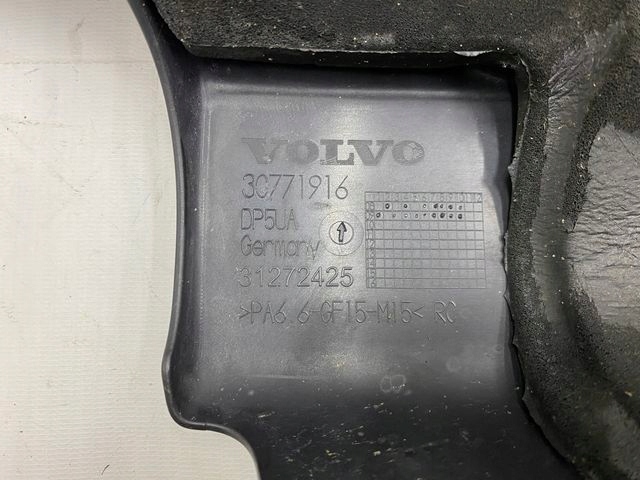 VOLVO
30771916
DP5UA
Germany
31272425
>PA6.6-GF15-M15< RC